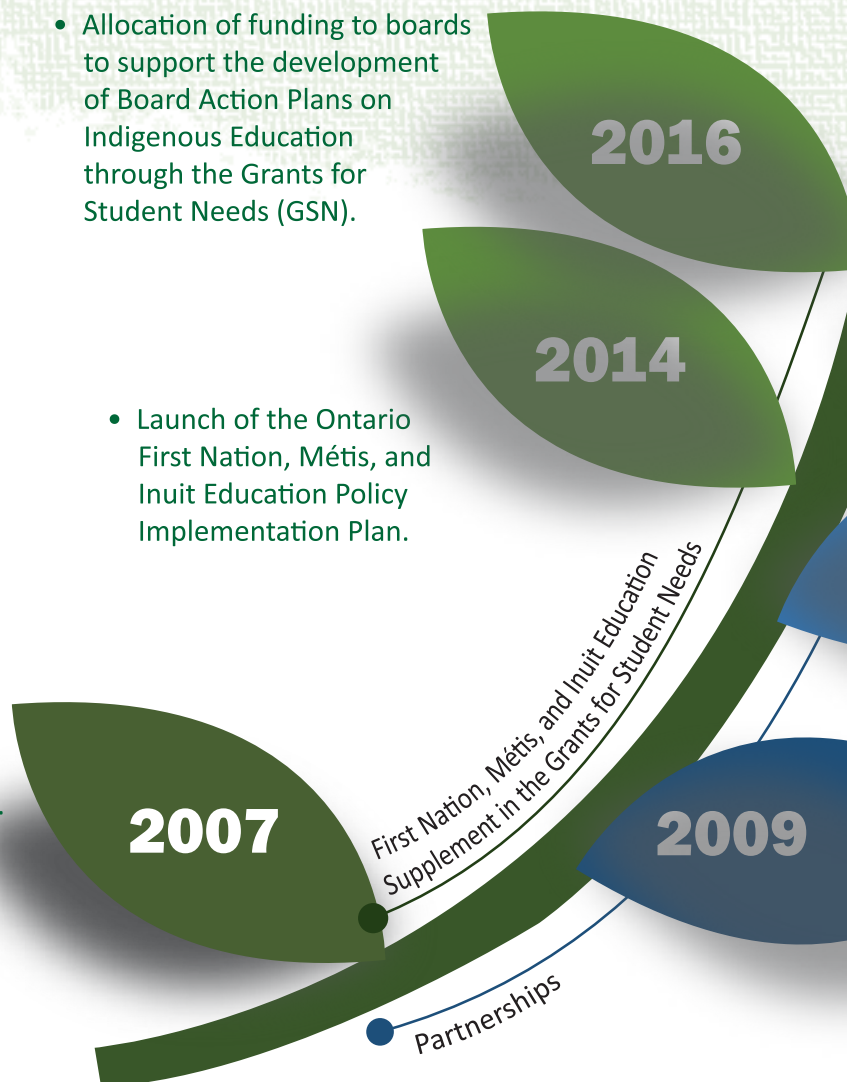 • Allocation of funding to boards
to support the development
of Board Action Plans on
Indigenous Education
through the Grants for
Student Needs (GSN).
2016
2014
• Launch of the Ontario
First Nation, Métis, and
Inuit Education Policy
Implementation Plan.
First Nation, Métis, and Inuit Education
Supplement in the Grants for Student Needs
2007
2009
Partnerships